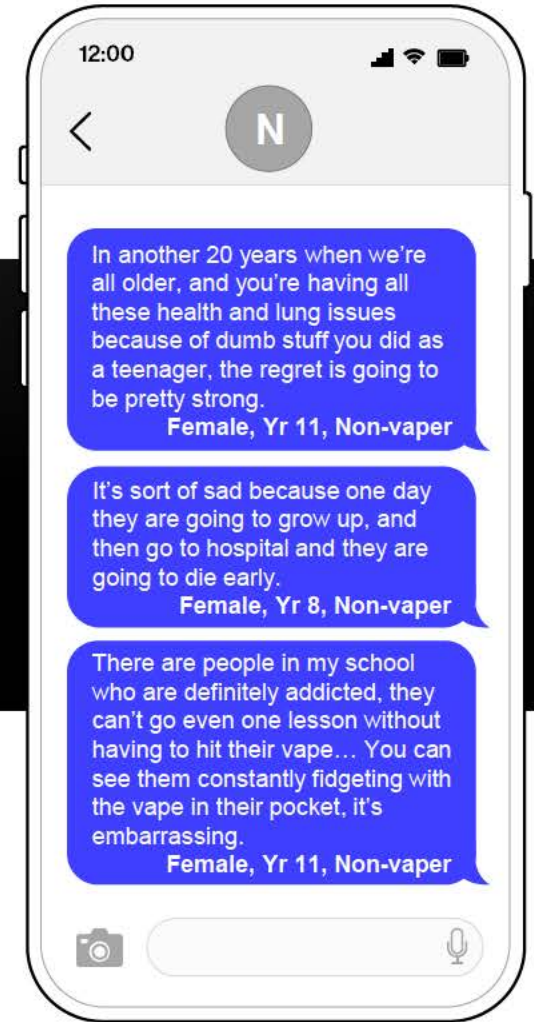 12:00
N
In another 20 years when we're
all older, and you're having all
these health and lung issues
because of dumb stuff you did as
a teenager, the regret is going to
be pretty strong.
Female, Yr 11, Non-vaper
It's sort of sad because one day
they are going to grow up, and
then go to hospital and they are
going to die early.
Female, Yr 8, Non-vaper
There are people in my school
who are definitely addicted, they
can't go even one lesson without
having to hit their vape… You can
see them constantly fidgeting with
the vape in their pocket, it's
embarrassing.
Female, Yr 11, Non-vaper